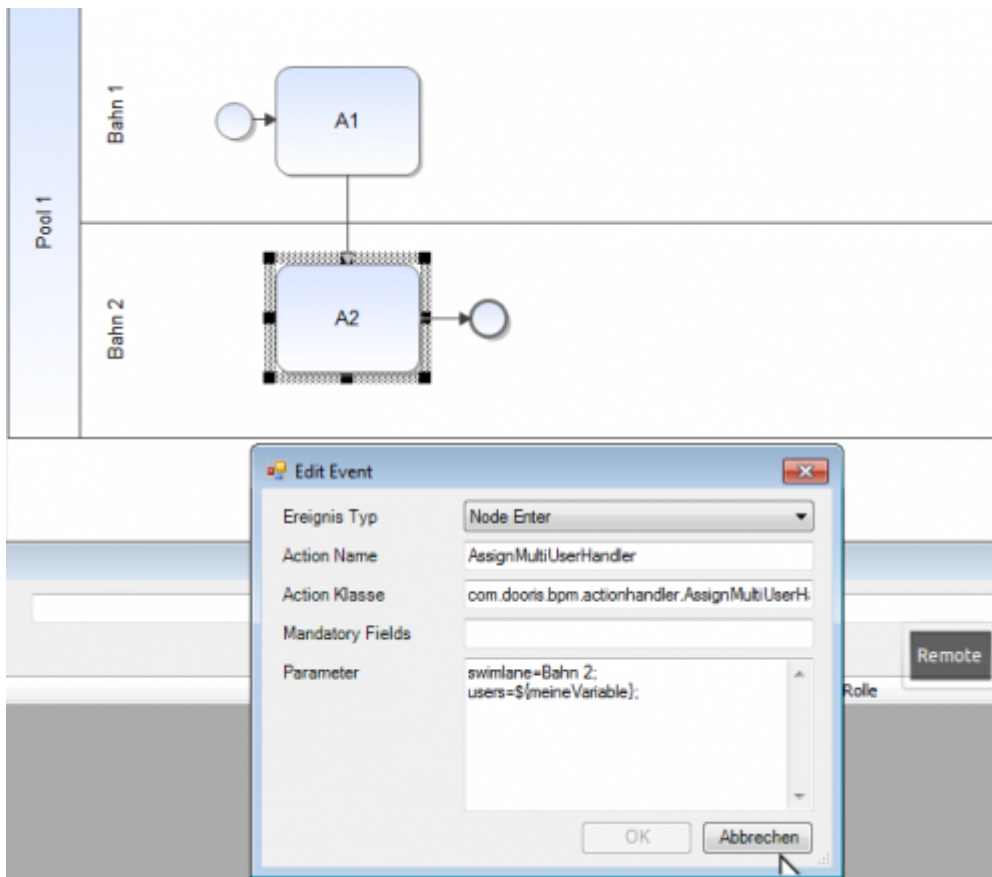 Pool 1
Bahn 1
A1
Bahn 2
A2
Edit Event
Ereignis Typ
Node Enter
Action Name
AssignMultiUserHandler
Action Klasse
com.dooris.bpm.actionhandler.AssignMultiUserHa
Mandatory Fields
Parameter
swimlane=Bahn 2;
users=${meineVariable};
Remote
Rolle
OK
Abbrechen